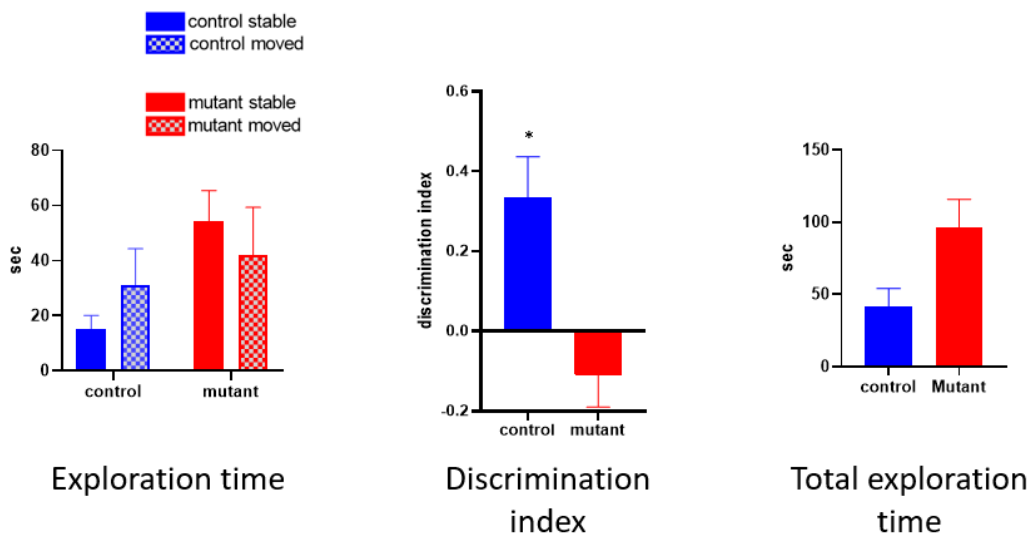 control stable
control moved
mutant stable
mutant moved
80
60
40
20
0
sec
control
mutant
Exploration time
0.6
0.4
0.2
0.0
-0.2
discrimination index
*
control
mutant
Discrimination
index
150
100
50
0
sec
control
Mutant
Total exploration
time